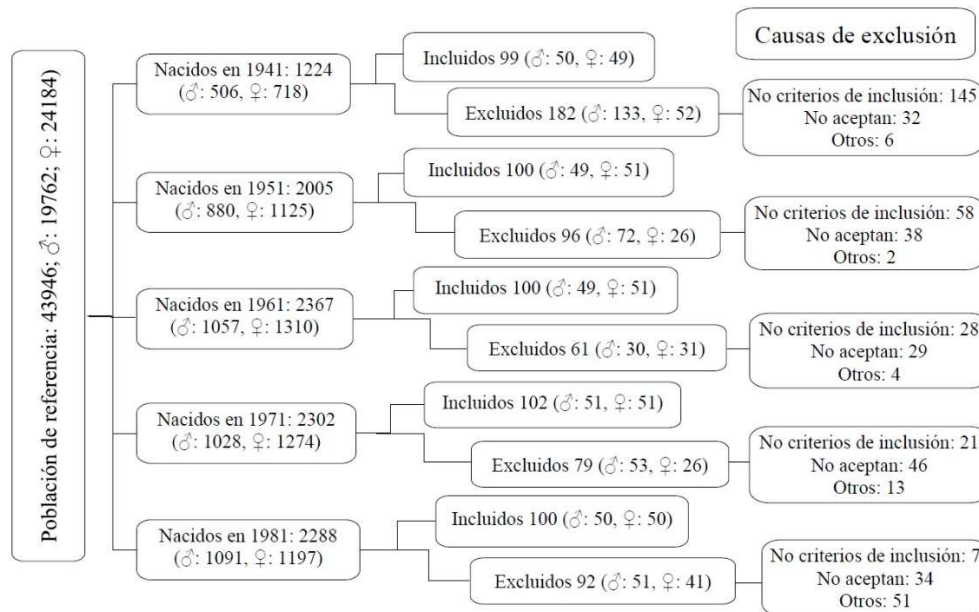 Población de referencia: 43946; ♂: 19762; ♀: 24184)
Causas de exclusión
Nacidos en 1941: 1224
(♂: 506, ♀: 718)
Incluidos 99 (♂: 50, ♀: 49)
Excluidos 182 (♂: 133, ♀: 52)
No criterios de inclusión: 145
No aceptan: 32
Otros: 6
Nacidos en 1951: 2005
(♂: 880, ♀: 1125)
Incluidos 100 (♂: 49, ♀: 51)
Excluidos 96 (♂: 72, ♀: 26)
No criterios de inclusión: 58
No aceptan: 38
Otros: 2
Nacidos en 1961: 2367
(♂: 1057, ♀: 1310)
Incluidos 100 (♂: 49, ♀: 51)
Excluidos 61 (♂: 30, ♀: 31)
No criterios de inclusión: 28
No aceptan: 29
Otros: 4
Nacidos en 1971: 2302
(♂: 1028, ♀: 1274)
Incluidos 102 (♂: 51, ♀: 51)
Excluidos 79 (♂: 53, ♀: 26)
No criterios de inclusión: 21
No aceptan: 46
Otros: 13
Nacidos en 1981: 2288
(♂: 1091, ♀: 1197)
Incluidos 100 (♂: 50, ♀: 50)
Excluidos 92 (♂: 51, ♀: 41)
No criterios de inclusión: 7
No aceptan: 34
Otros: 51